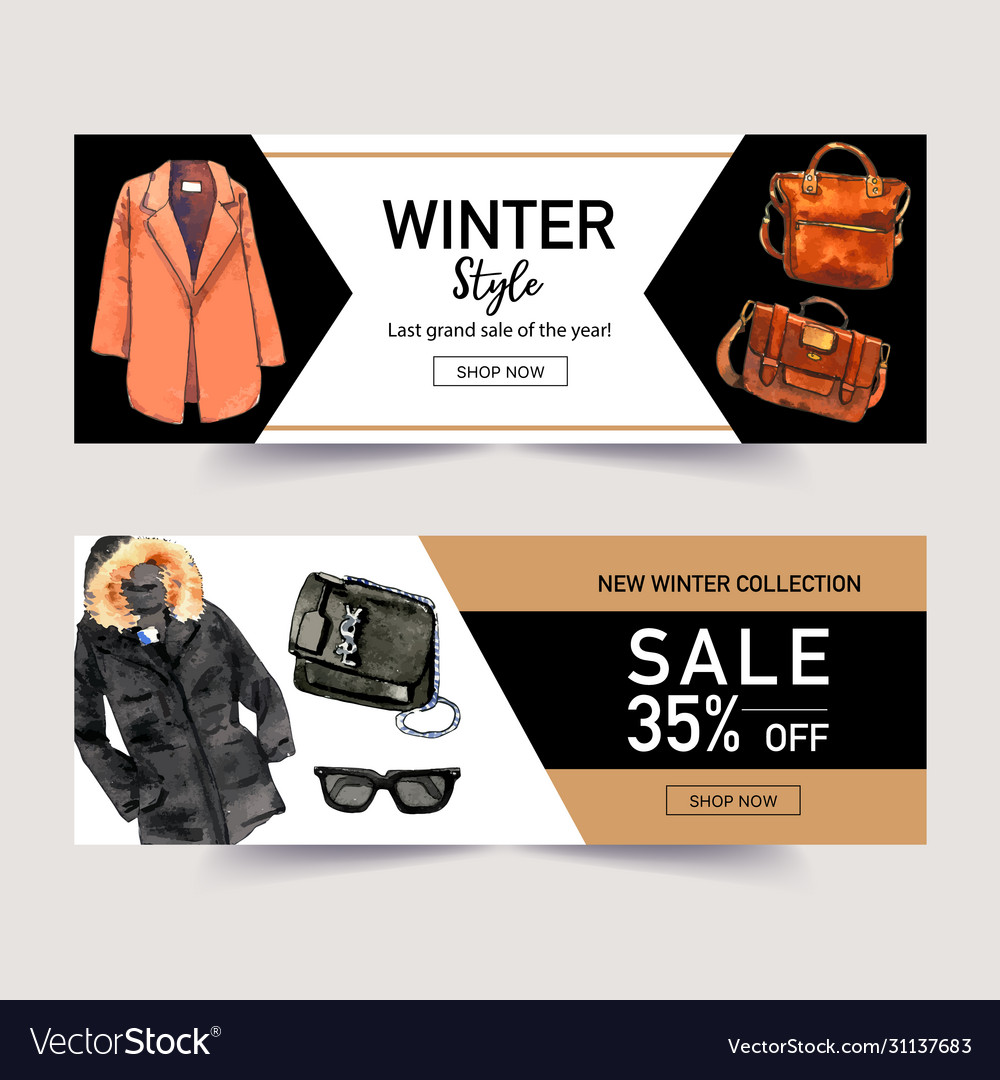 WINTER
Style
Last grand sale of the year!
SHOP NOW
NEW WINTER COLLECTION
SALE
35% OFF
SHOP NOW
VectorStock®
VectorStock.com/31137683